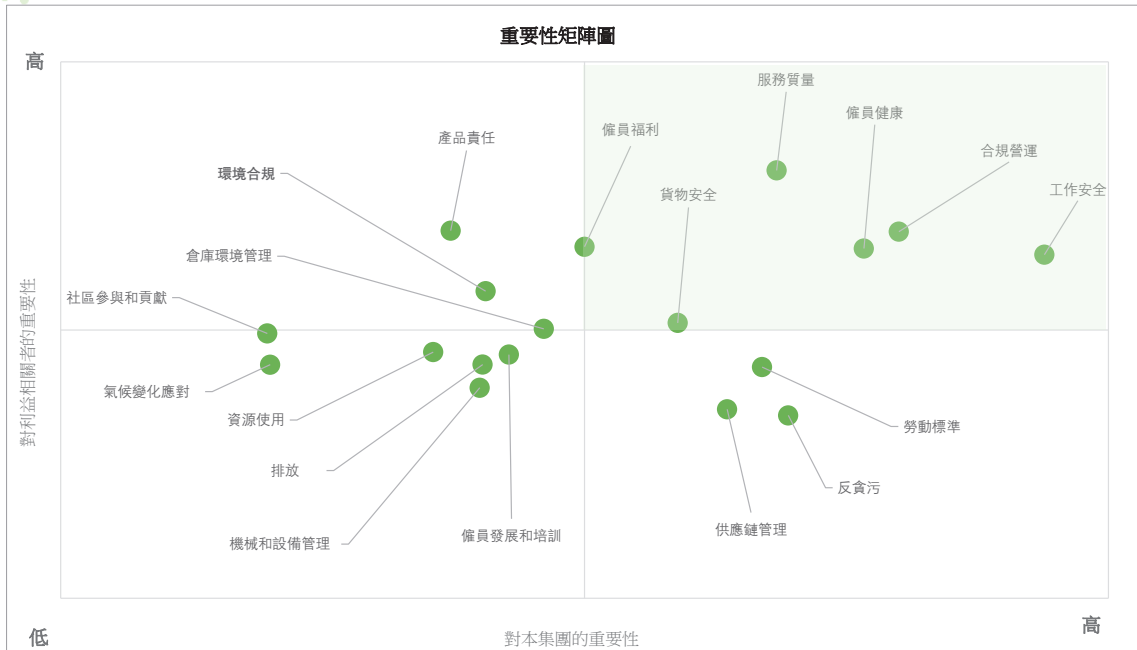 重要性矩陣圖
高
服務質量
僱員健康
僱員福利
產品責任
合規營運
環境合規
工作安全
貨物安全
倉庫環境管理
社區參與和貢獻
對利益相關者的重要性
氣候變化應對
資源使用
勞動標準
排放
反貪污
供應鏈管理
僱員發展和培訓
機械和設備管理
低
對本集團的重要性
高